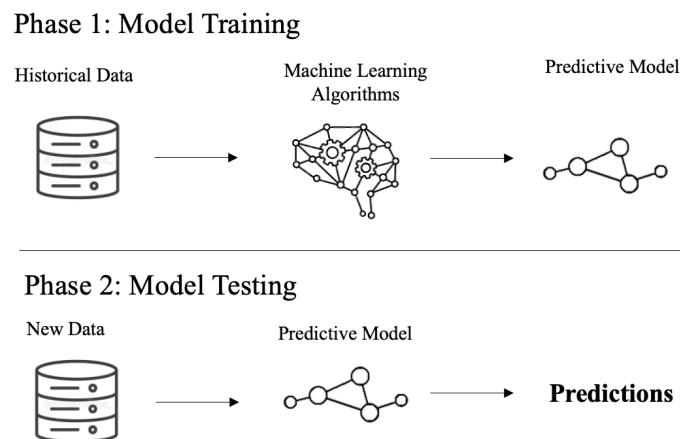 Phase 1: Model Training
Historical Data
Machine Learning
Algorithms
Predictive Model
Phase 2: Model Testing
New Data
Predictive Model
Predictions